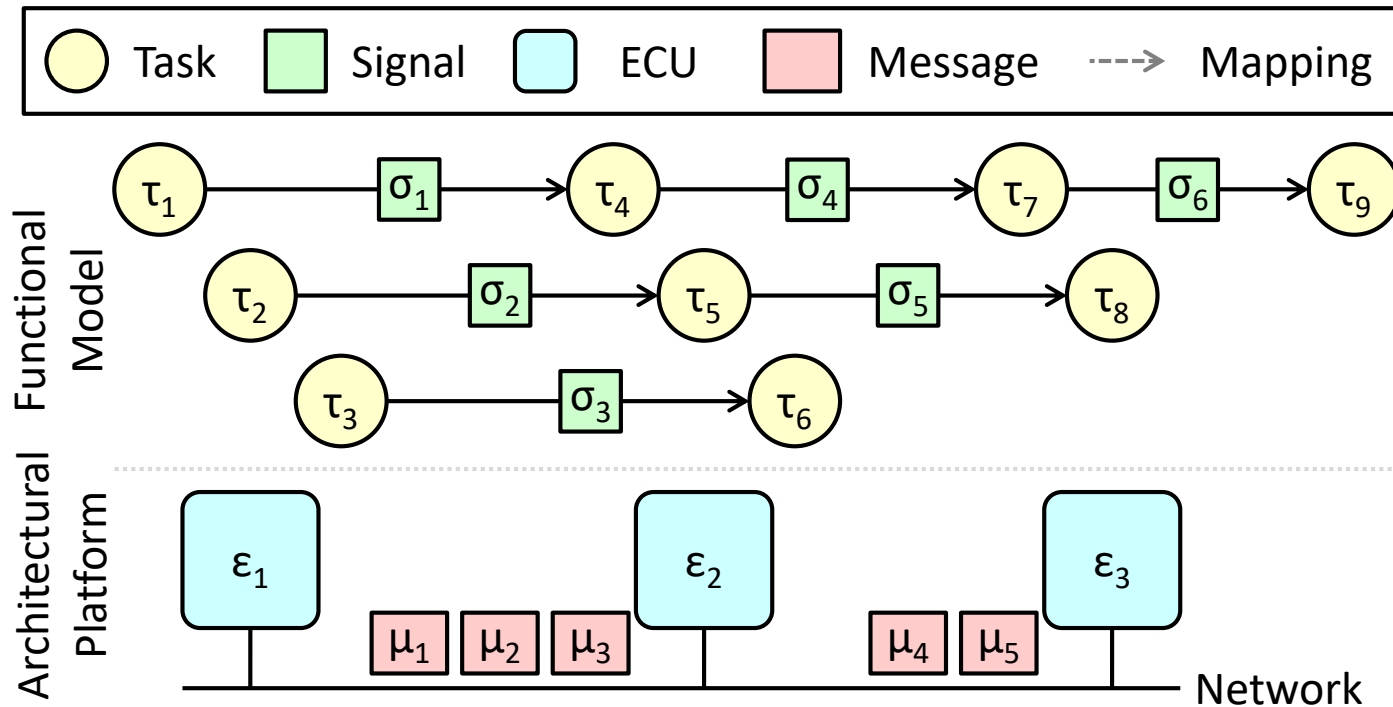 Task Signal ECU Message Mapping
Functional Model
τ₁ σ₁ τ₄ σ₄ τ₇ σ₆ τ₉
τ₂ σ₂ τ₅ σ₅ τ₈
τ₃ σ₃ τ₆
Architectural Platform
ε₁ ε₂ ε₃
μ₁ μ₂ μ₃ μ₄ μ₅
Network